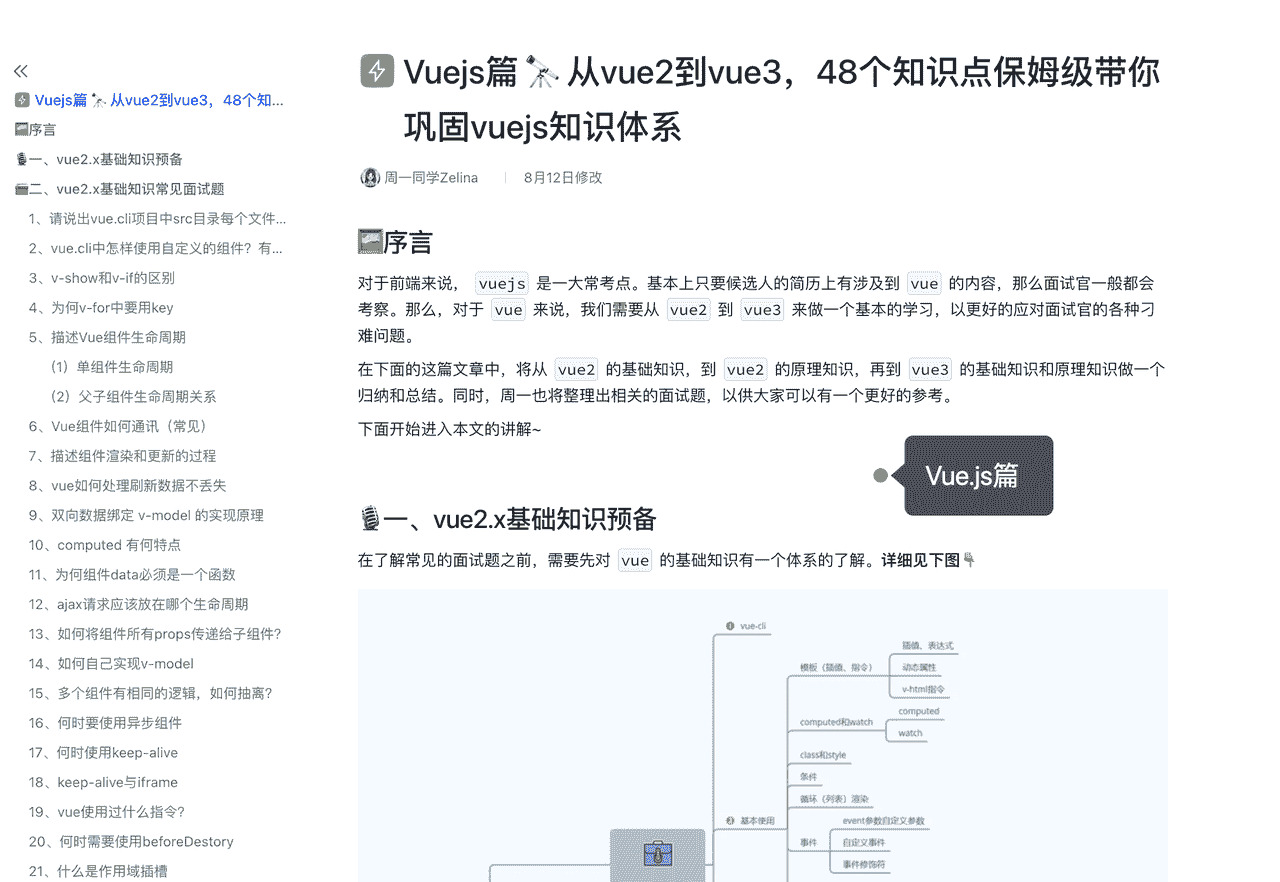 Vuejs篇 从vue2到vue3，48个知...
序言
一、vue2.x基础知识预备
二、vue2.x基础知识常见面试题
1、请说出vue.cli项目中src目录每个文件...
2、vue.cli中怎样使用自定义的组件？有...
3、v-show和v-if的区别
4、为何v-for中要用key
5、描述Vue组件生命周期
（1）单组件生命周期
（2）父子组件生命周期关系
6、Vue组件如何通讯（常见）
7、描述组件渲染和更新的过程
8、vue如何处理刷新数据不丢失
9、双向数据绑定 v-model 的实现原理
10、computed 有何特点
11、为何组件data必须是一个函数
12、ajax请求应该放在哪个生命周期
13、如何将组件所有props传递给子组件？
14、如何自己实现v-model
15、多个组件有相同的逻辑，如何抽离？
16、何时要使用异步组件
17、何时使用keep-alive
18、keep-alive与iframe
19、vue使用过什么指令？
20、何时需要使用beforeDestory
21、什么是作用域插槽
Vuejs篇 从vue2到vue3，48个知识点保姆级带你
巩固vuejs知识体系
周一同学Zelina 8月12日修改
序言
对于前端来说， vuejs 是一大常考点。基本上只要候选人的简历上有涉及到 vue 的内容，那么面试官一般都会
考察。那么，对于 vue 来说，我们需要从 vue2 到 vue3 来做一个基本的学习，以更好的应对面试官的各种刁
难问题。
在下面的这篇文章中，将从 vue2 的基础知识，到 vue2 的原理知识，再到 vue3 的基础知识和原理知识做一个
归纳和总结。同时，周一也将整理出相关的面试题，以供大家可以有一个更好的参考。
下面开始进入本文的讲解~
Vue.js篇
一、vue2.x基础知识预备
在了解常见的面试题之前，需要先对 vue 的基础知识有一个体系的了解。详细见下图
1 vue-cli
插值、表达式
模板（插值、指令）
动态属性
v-html指令
computed
computed和watch
watch
class和style
条件
循环（列表）渲染
2 基本使用
event参数自定义参数
事件
自定义事件
事件修饰符